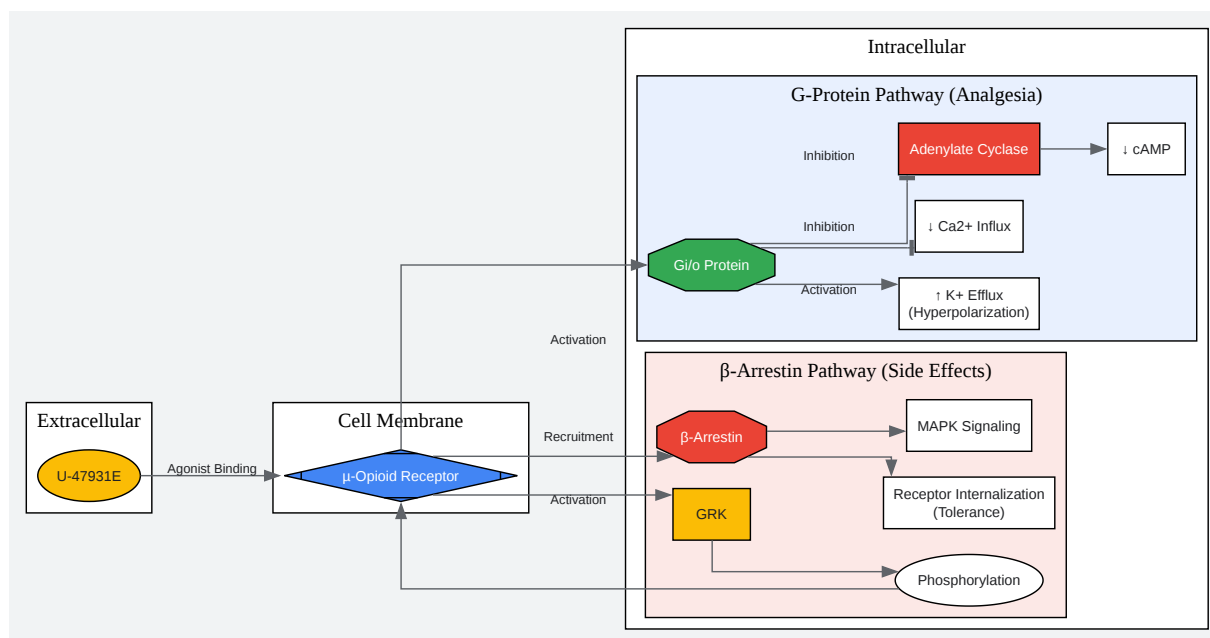 Intracellular
G-Protein Pathway (Analgesia)
Inhibition
Adenylate Cyclase
↓ cAMP
Inhibition
↓ Ca2+ Influx
Gi/o Protein
Activation
↑ K+ Efflux
(Hyperpolarization)
Activation
β-Arrestin Pathway (Side Effects)
Extracellular
Cell Membrane
Recruitment
β-Arrestin
MAPK Signaling
U-47931E
Agonist Binding
µ-Opioid Receptor
Activation
GRK
Receptor Internalization
(Tolerance)
Phosphorylation